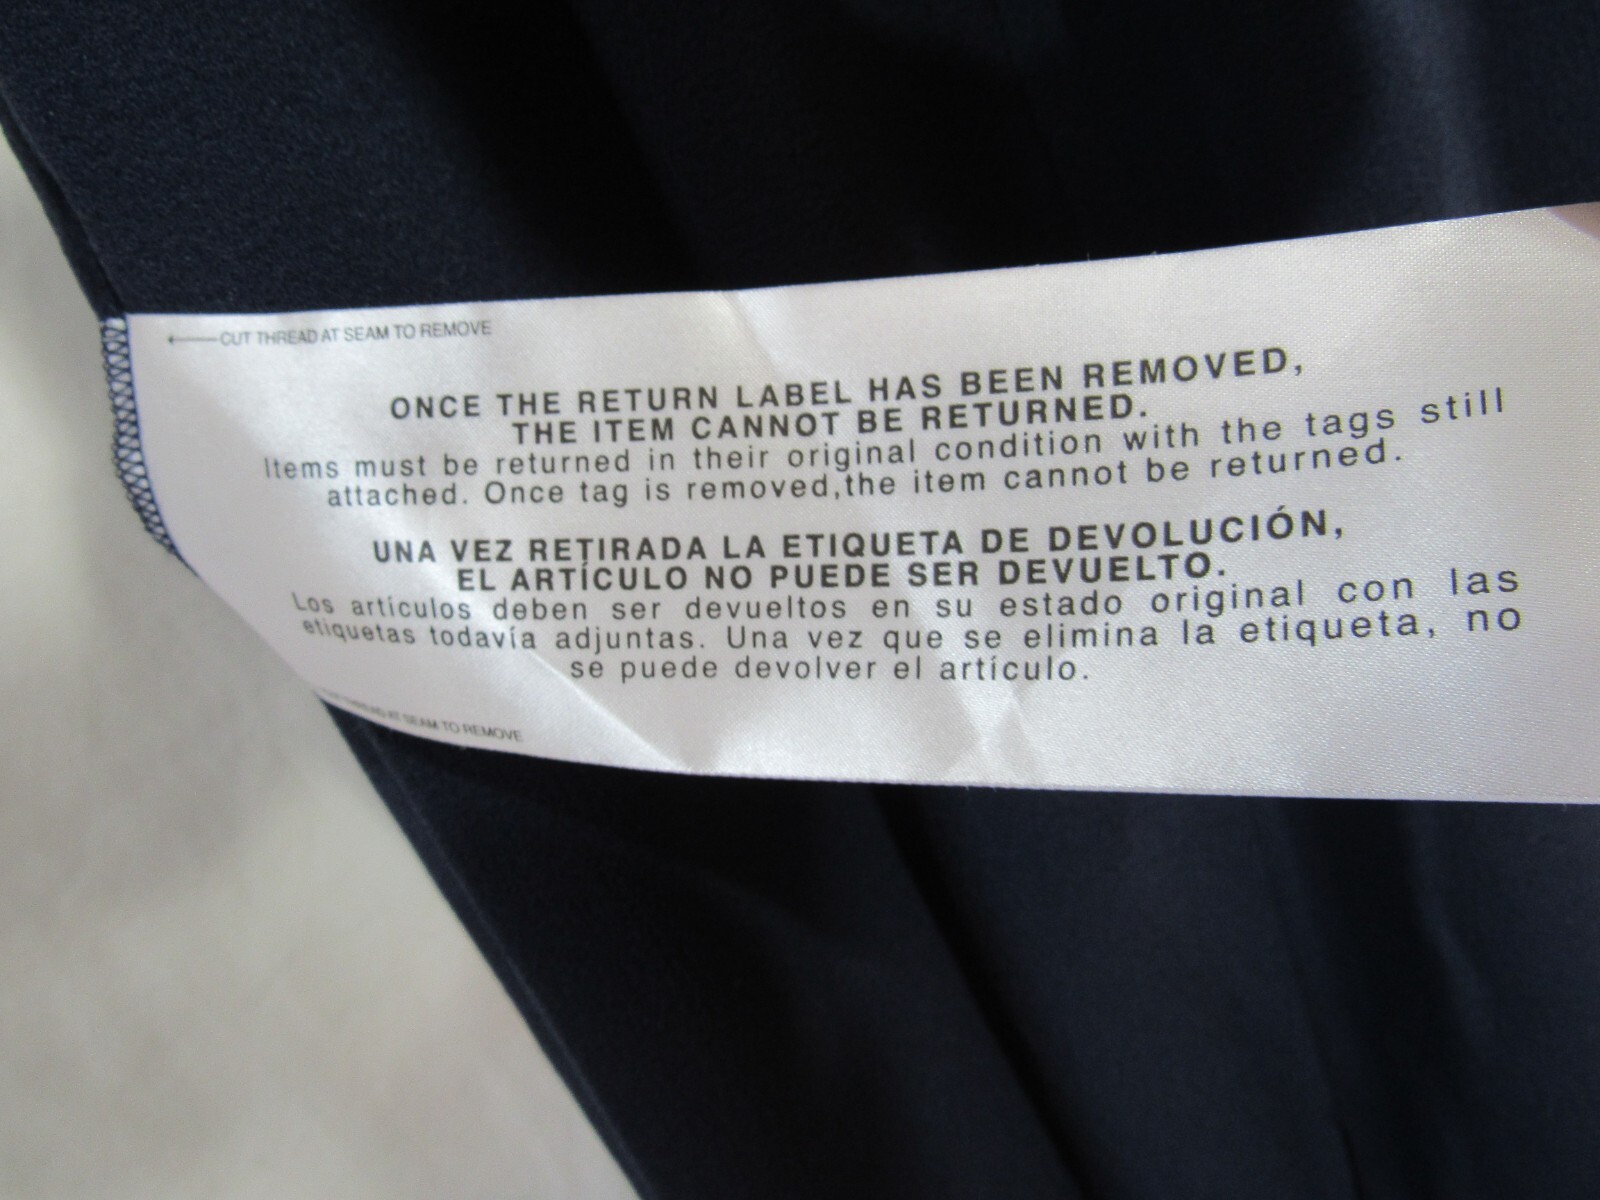 CUT THREAD AT SEAM TO REMOVE
ONCE THE RETURN LABEL HAS BEEN REMOVED,
THE ITEM CANNOT BE RETURNED.
Items must be returned in their original condition with the tags still
attached. Once tag is removed,the item cannot be returned.
UNA VEZ RETIRADA LA ETIQUETA DE DEVOLUCIÓN,
EL ARTÍCULO NO PUEDE SER DEVUELTO.
Los artículos deben ser devueltos en su estado original con las
etiquetas todavía adjuntas. Una vez que se elimina la etiqueta, no
se puede devolver el artículo.
THREAD AT SEAM TO REMOVE